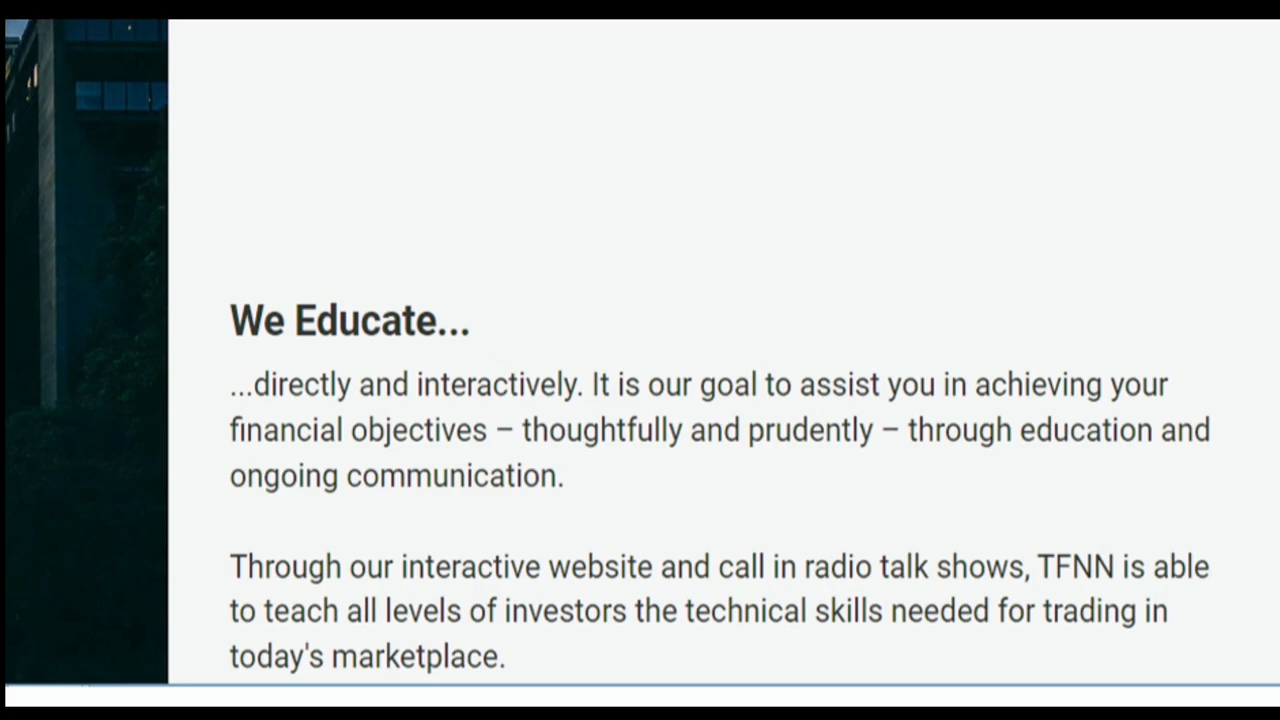 We Educate...
...directly and interactively. It is our goal to assist you in achieving your
financial objectives – thoughtfully and prudently – through education and
ongoing communication.
Through our interactive website and call in radio talk shows, TFNN is able
to teach all levels of investors the technical skills needed for trading in
today's marketplace.